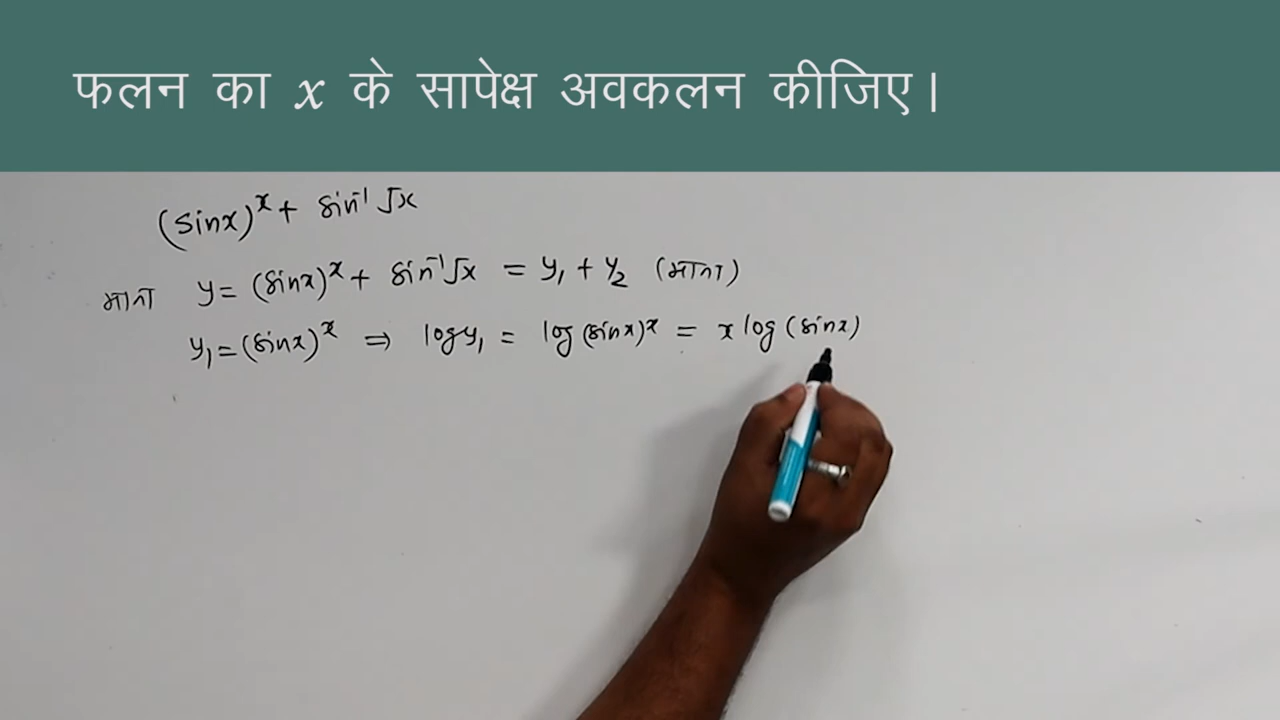 फलन का x के सापेक्ष अवकलन कीजिए।
(sinx)^x + sin⁻¹ √x
माना y = (sinx)^x + sin⁻¹√x = y₁ + y₂ (माना)
y₁ = (sinx)^x ⇒ log y₁ = log (sinx)^x = x log (sinx)